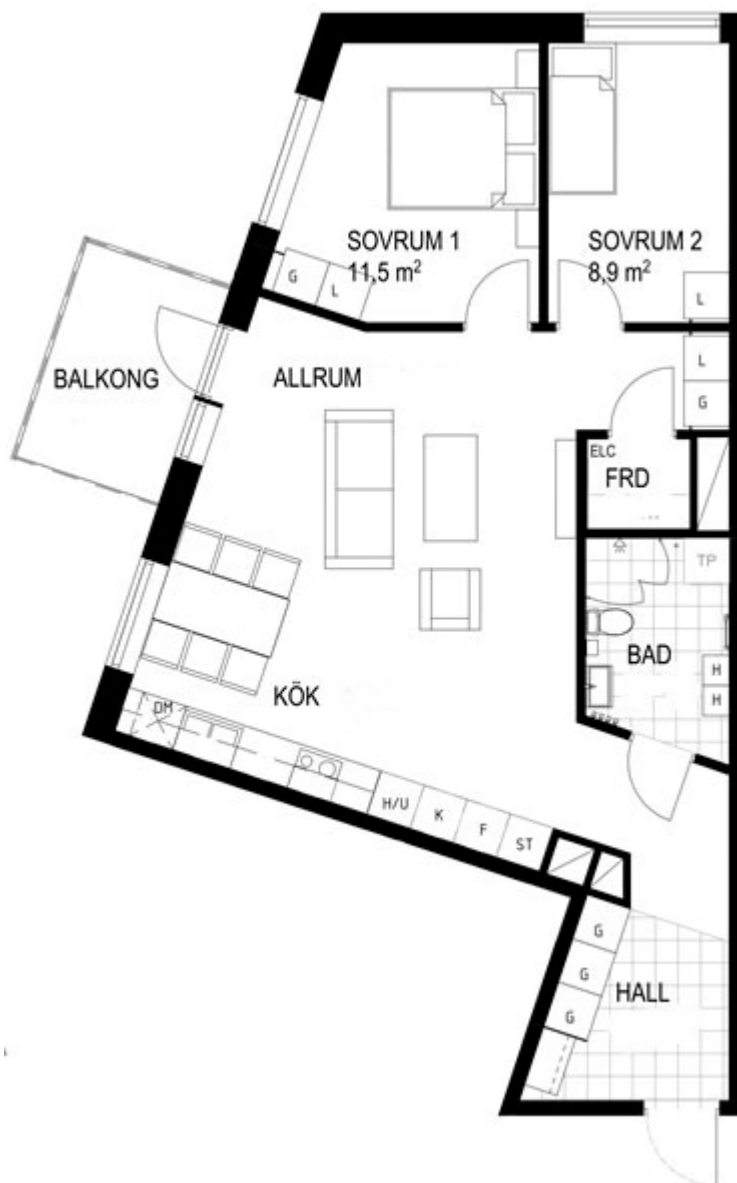 SOVRUM 1
11,5 m²
SOVRUM 2
8,9 m²
G
L
L
BALKONG
ALLRUM
L
G
ELC
FRD
TP
BAD
H
H
KÖK
DM
H/U
K
F
ST
G
G
G
HALL